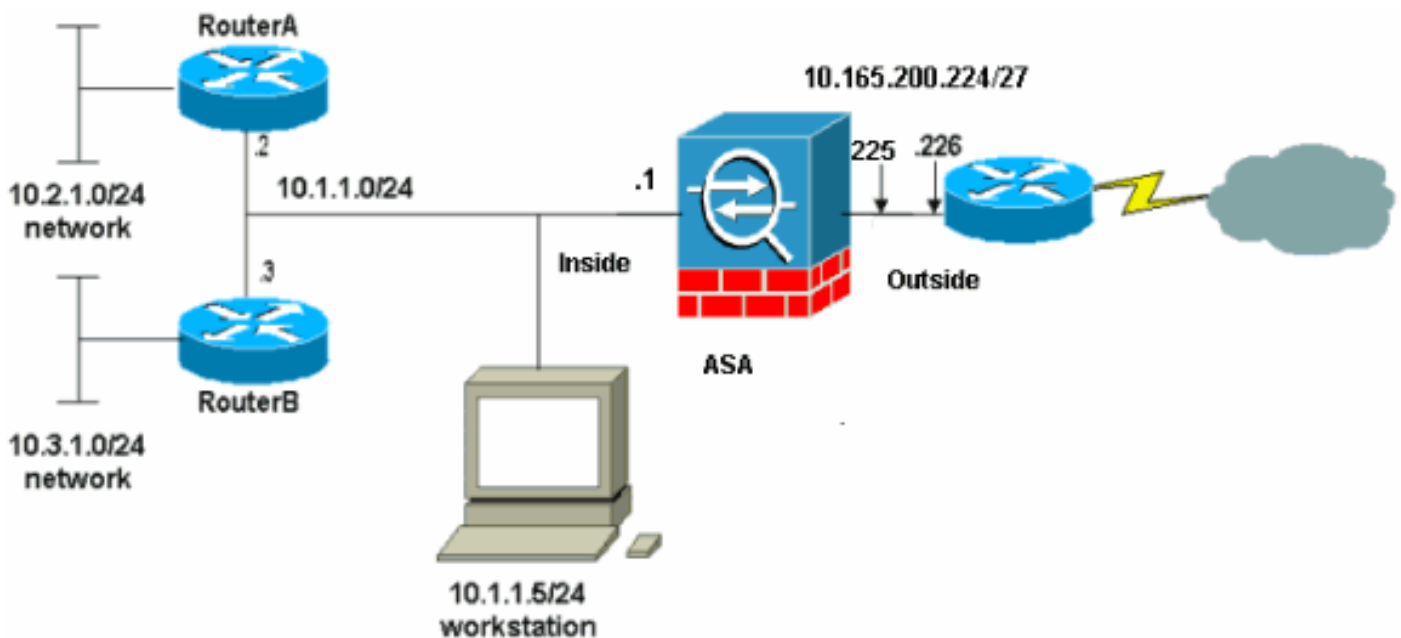 RouterA
10.165.200.224/27
.2
10.1.1.0/24
.1
225
.226
10.2.1.0/24
network
Inside
Outside
.3
ASA
RouterB
10.3.1.0/24
network
10.1.1.5/24
workstation